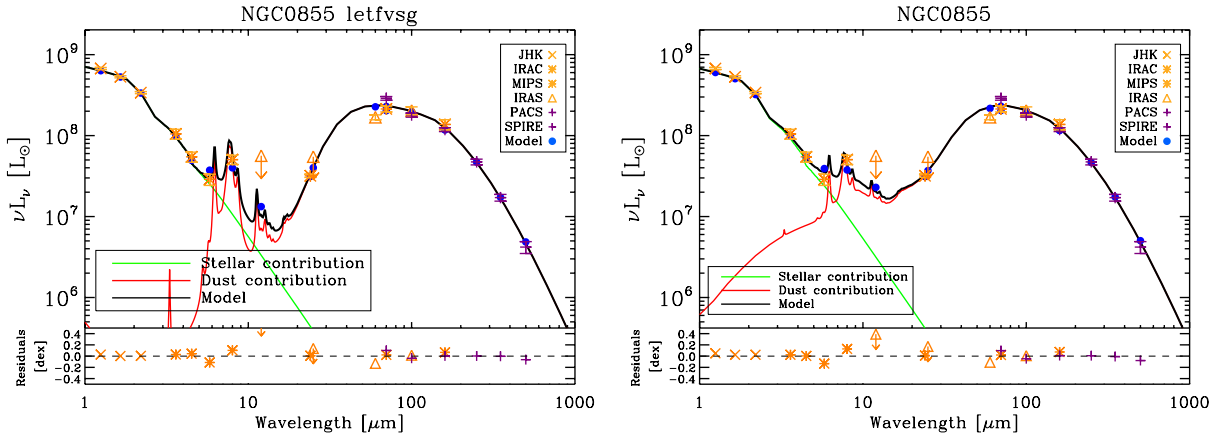 NGC0855 letfvsg
10⁹
10⁸
10⁷
10⁶
νL_ν [L_⊙]
JHK
IRAC
MIPS
IRAS
PACS
SPIRE
Model
Stellar contribution
Dust contribution
Model
0.4
0.2
0.0
-0.2
-0.4
Residuals
[dex]
1
10
100
1000
Wavelength [μm]
NGC0855
10⁹
10⁸
10⁷
10⁶
νL_ν [L_⊙]
JHK
IRAC
MIPS
IRAS
PACS
SPIRE
Model
Stellar contribution
Dust contribution
Model
0.4
0.2
0.0
-0.2
-0.4
Residuals
[dex]
1
10
100
1000
Wavelength [μm]